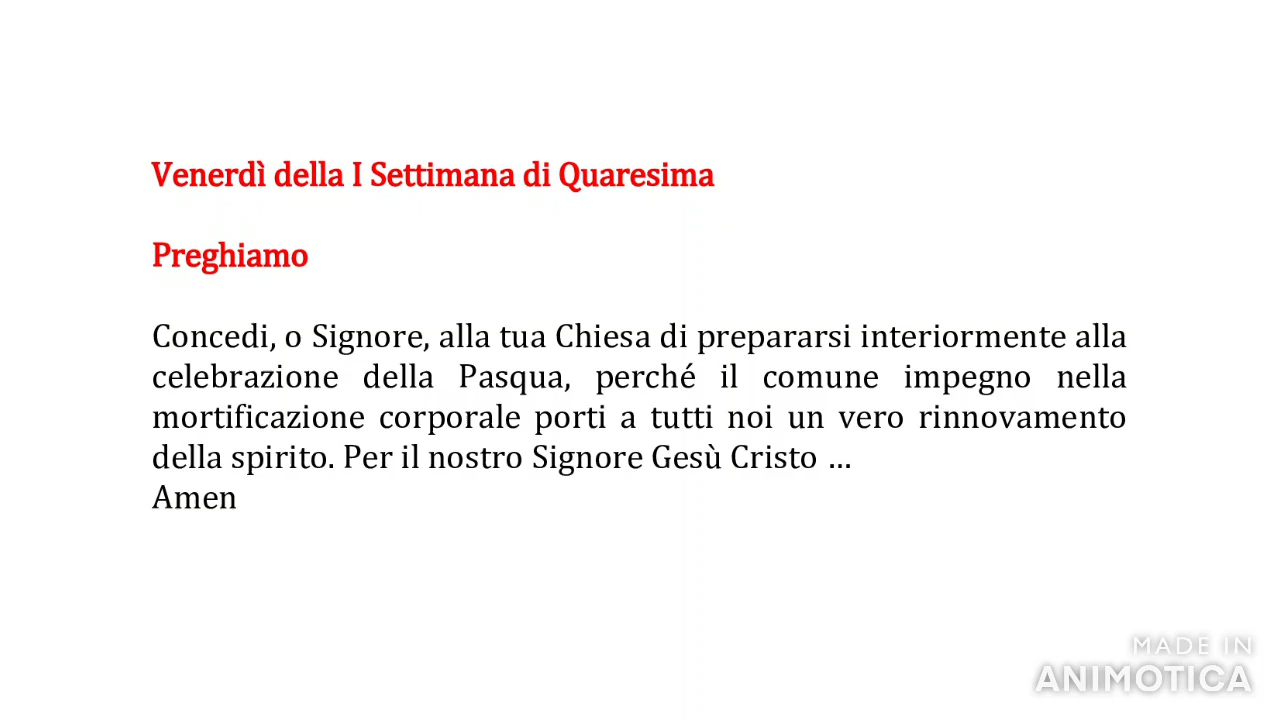 Venerdì della I Settimana di Quaresima
Preghiamo
Concedi, o Signore, alla tua Chiesa di prepararsi interiormente alla
celebrazione della Pasqua, perché il comune impegno nella
mortificazione corporale porti a tutti noi un vero rinnovamento
della spirito. Per il nostro Signore Gesù Cristo ...
Amen
MADE IN
ANIMOTICA